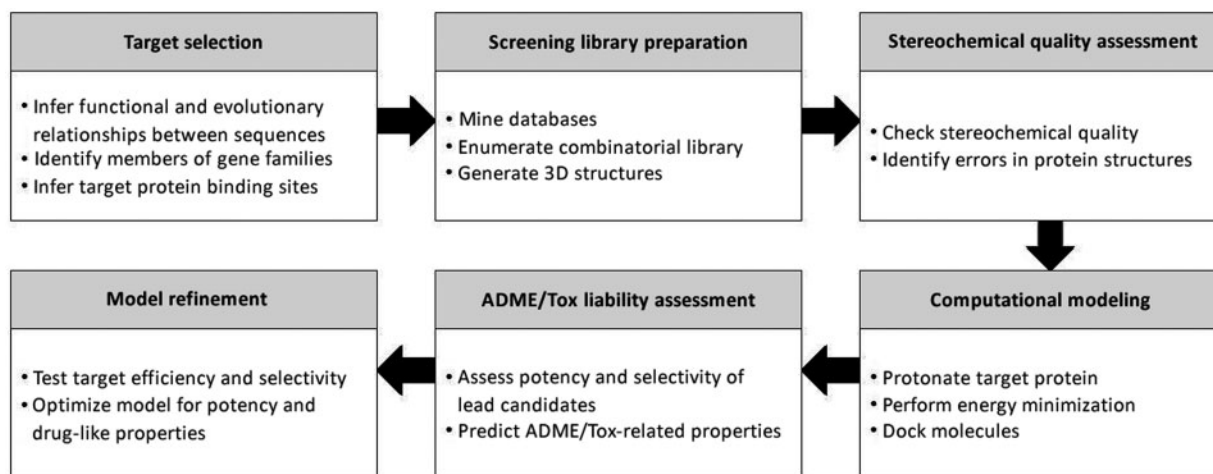 Target selection
• Infer functional and evolutionary
relationships between sequences
• Identify members of gene families
• Infer target protein binding sites
Screening library preparation
• Mine databases
• Enumerate combinatorial library
• Generate 3D structures
Stereochemical quality assessment
• Check stereochemical quality
• Identify errors in protein structures
Computational modeling
• Protonate target protein
• Perform energy minimization
• Dock molecules
ADME/Tox liability assessment
• Assess potency and selectivity of
lead candidates
• Predict ADME/Tox-related properties
Model refinement
• Test target efficiency and selectivity
• Optimize model for potency and
drug-like properties